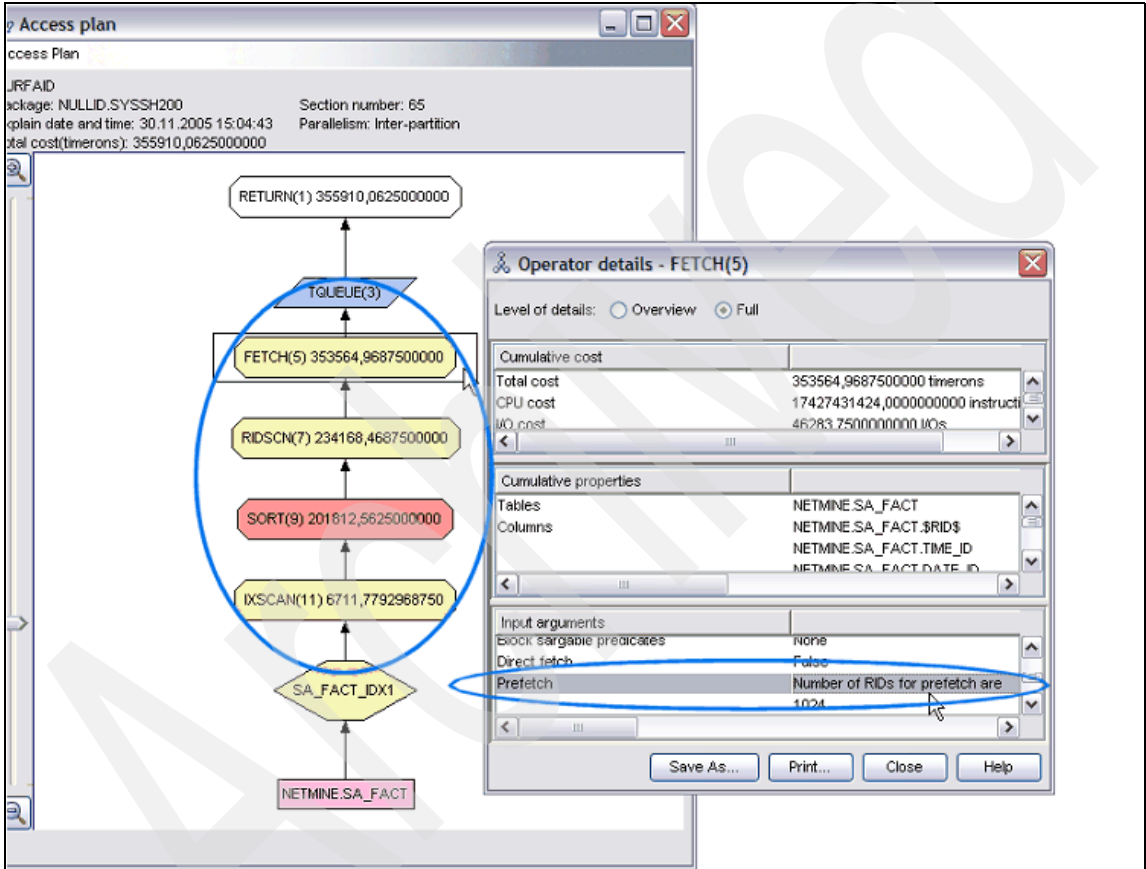 Access plan
ccess Plan
URFAID
ackage: NULLID.SYSSH200 Section number: 65
xplain date and time: 30.11.2005 15:04:43 Parallelism: Inter-partition
otal cost(timerons): 355910,0625000000
RETURN(1) 355910,0625000000
TQUEUE(3)
FETCH(5) 353564,9687500000
RIDSCN(7) 234168,4687500000
SORT(9) 201812,5625000000
IXSCAN(11) 6711,7792968750
SA_FACT_IDX1
NETMINE.SA_FACT
Operator details - FETCH(5)
Level of details: Overview Full
Cumulative cost
Total cost 353564,9687500000 timerons
CPU cost 17427431424,0000000000 instructi
I/O cost 46283,7500000000 I/Os
Cumulative properties
Tables NETMINE.SA_FACT
Columns NETMINE.SA_FACT.$RID$
NETMINE.SA_FACT.TIME_ID
NETMINE.SA_FACT.DATE_ID
Input arguments
Block sargable predicates None
Direct fetch False
Prefetch Number of RIDs for prefetch are
1024
Save As... Print... Close Help
Archived